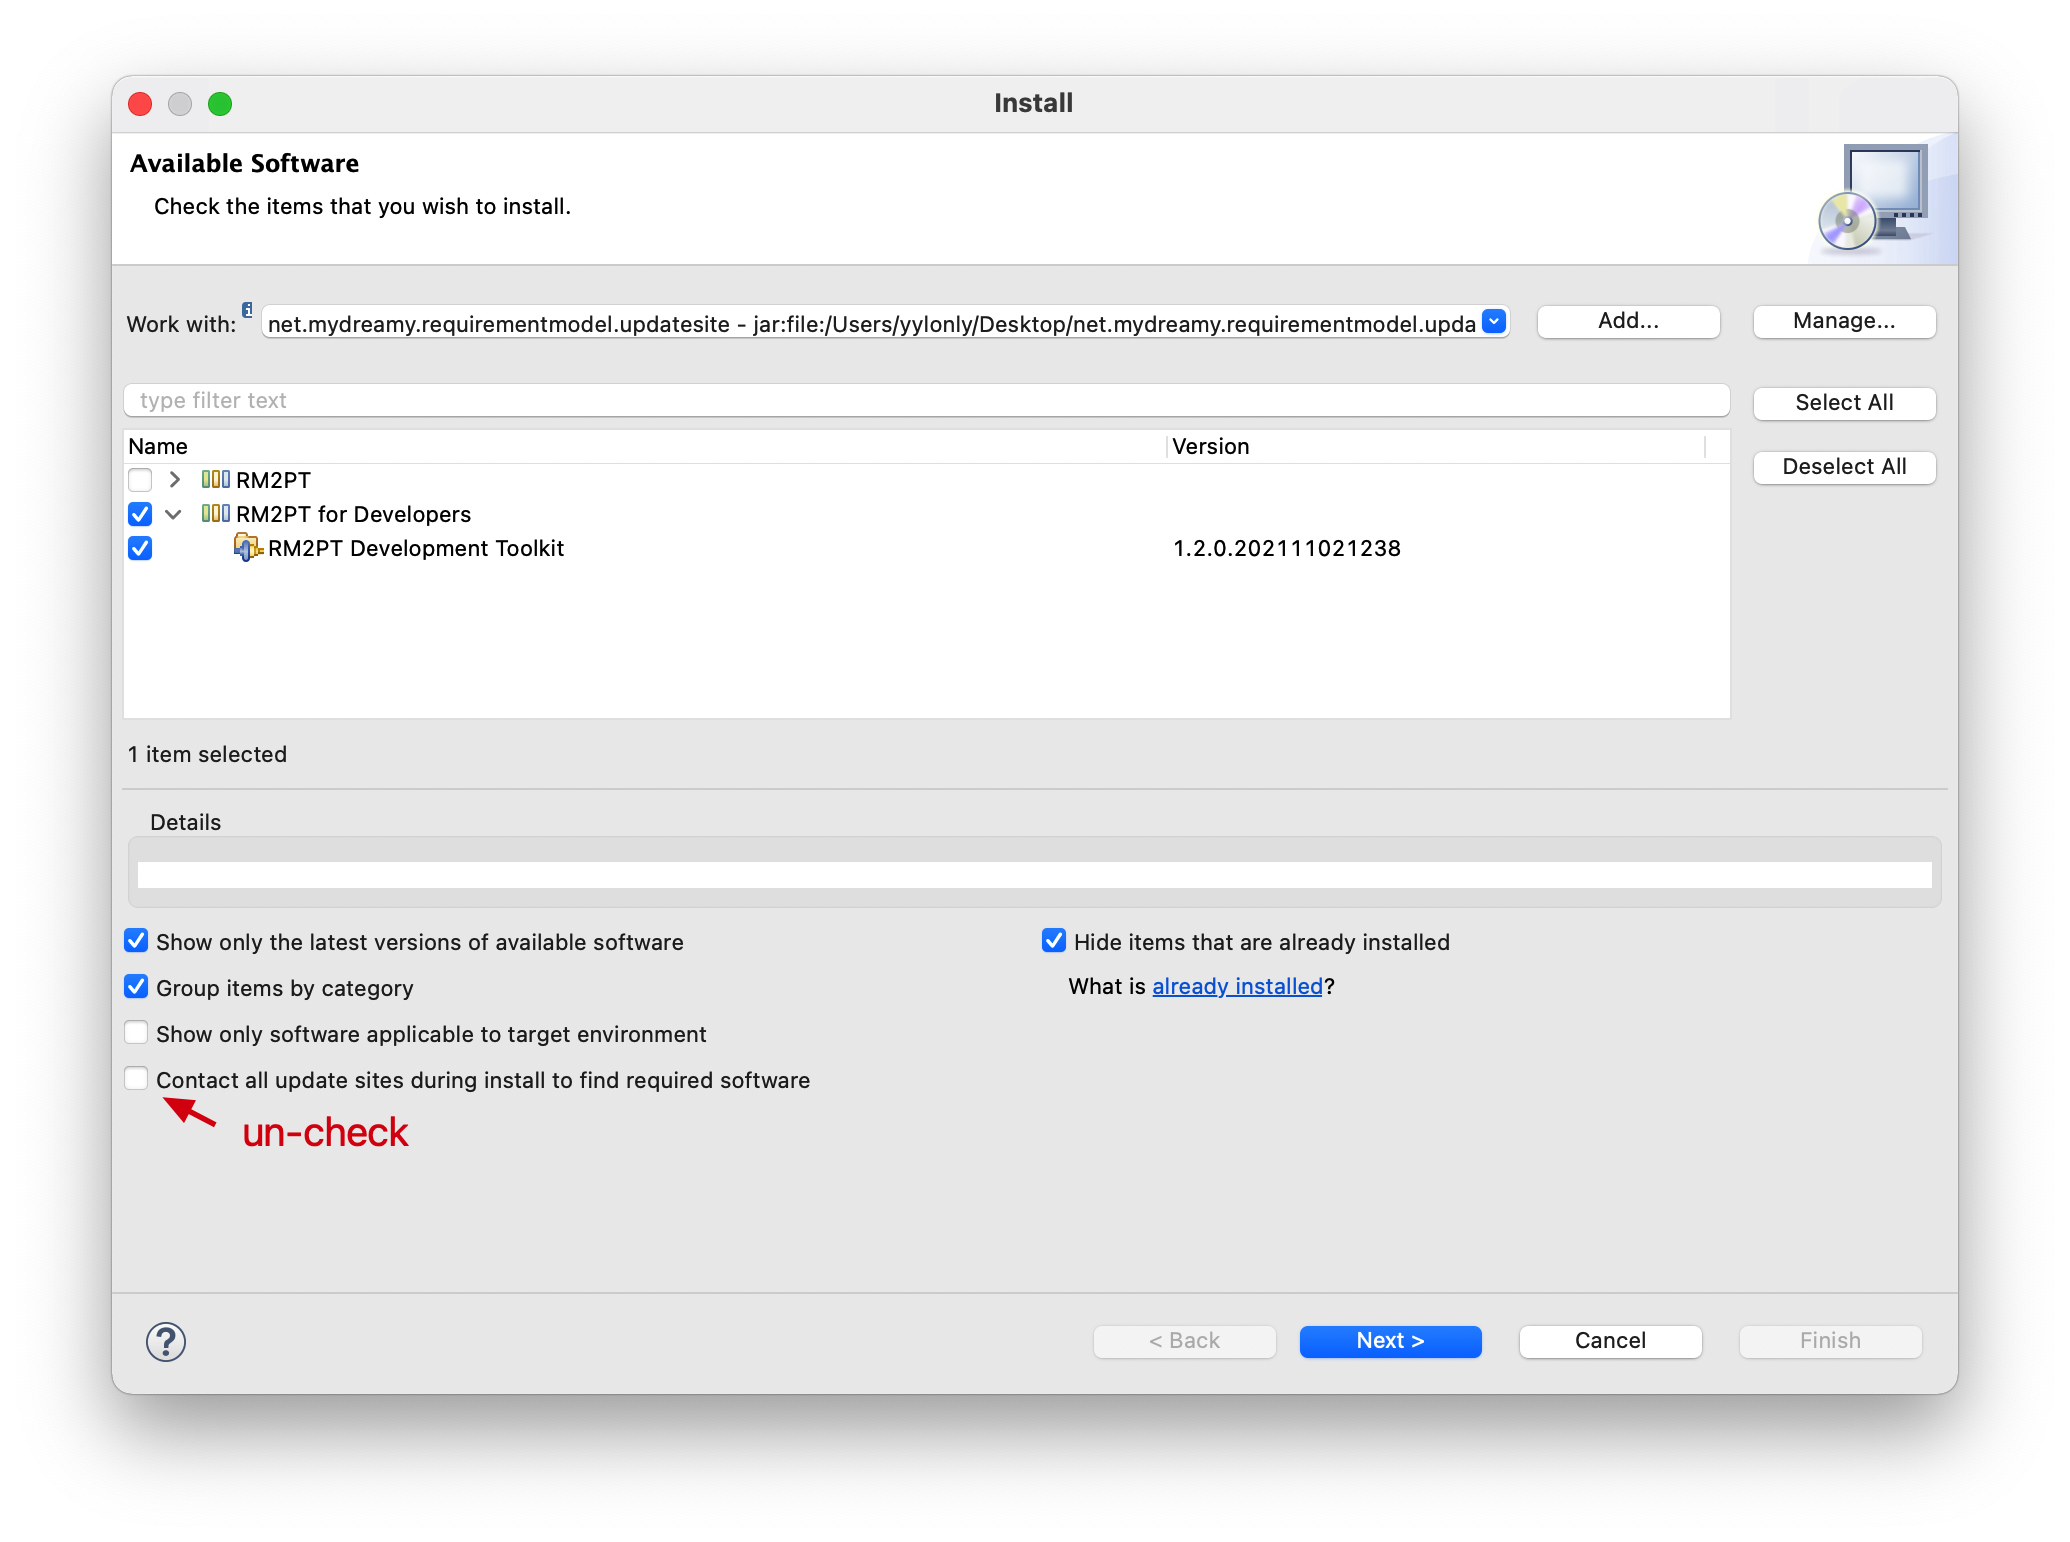 Install
Available Software
Check the items that you wish to install.
Work with: net.mydreamy.requirementmodel.updatesite - jar:file:/Users/yylonly/Desktop/net.mydreamy.requirementmodel.upda Add... Manage...
type filter text
Select All
Name Version
Deselect All
RM2PT
RM2PT for Developers
RM2PT Development Toolkit 1.2.0.202111021238
1 item selected
Details
Show only the latest versions of available software
Hide items that are already installed
Group items by category
What is already installed?
Show only software applicable to target environment
Contact all update sites during install to find required software
un-check
? < Back Next > Cancel Finish